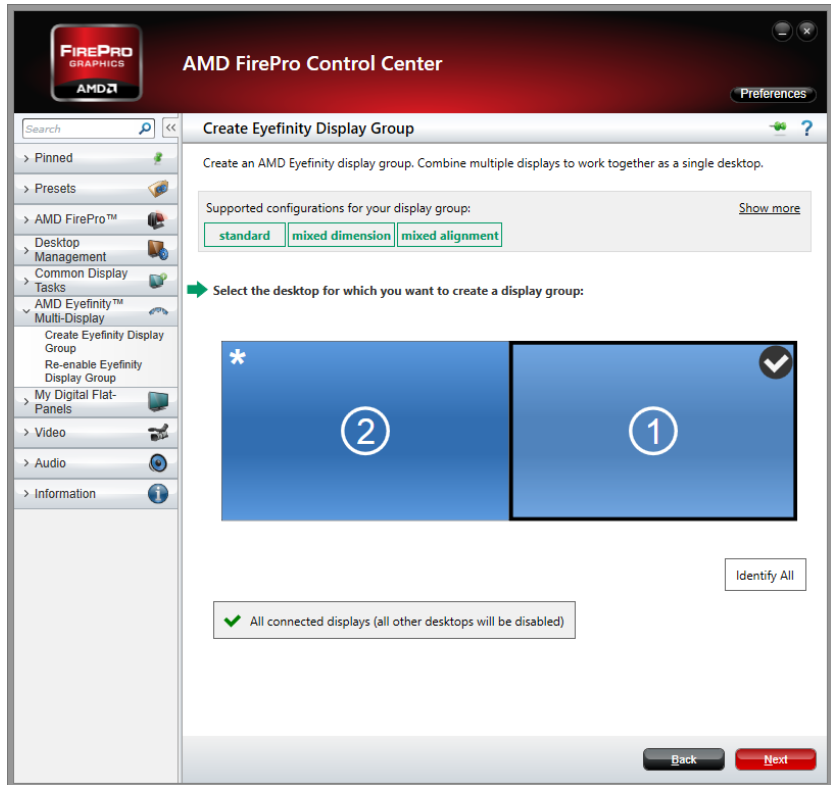 FIREPRO
GRAPHICS
AMD
AMD FirePro Control Center
Preferences
Search
<<
Create Eyefinity Display Group
?
> Pinned
Create an AMD Eyefinity display group. Combine multiple displays to work together as a single desktop.
> Presets
Supported configurations for your display group:
Show more
> AMD FirePro™
standard
mixed dimension
mixed alignment
> Desktop
Management
> Common Display
Tasks
Select the desktop for which you want to create a display group:
AMD Eyefinity™
Multi-Display
Create Eyefinity Display
Group
Re-enable Eyefinity
Display Group
> My Digital Flat-
Panels
> Video
> Audio
> Information
*
2
1
Identify All
All connected displays (all other desktops will be disabled)
Back
Next